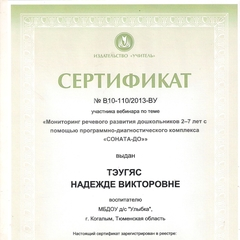 ИЗДАТЕЛЬСТВО «УЧИТЕЛЬ»
СЕРТИФИКАТ
№ В10-110/2013-ВУ
участника вебинара по теме
«Мониторинг речевого развития дошкольников 2–7 лет с
помощью программно-диагностического комплекса
«СОНАТА-ДО»»
выдан
ТЭУГЯС
НАДЕЖДЕ ВИКТОРОВНЕ
воспитателю
МБДОУ д/с "Улыбка",
г. Когалым, Тюменская область
Настоящий сертификат зарегистрирован в реестре: